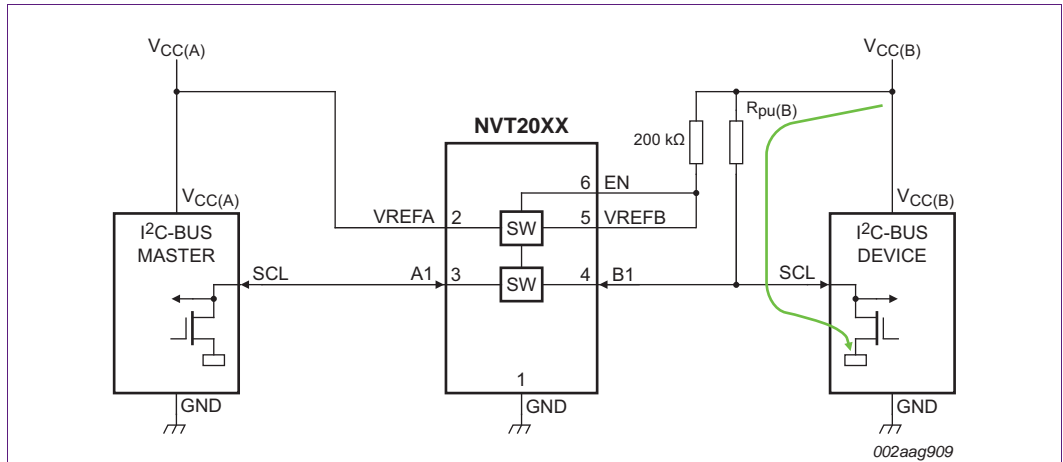 VCC(A)
VCC(B)
NVT20XX
200 kΩ
Rpu(B)
6 EN
VCC(A)
VREFA 2
SW
5 VREFB
VCC(B)
I²C-BUS
MASTER
I²C-BUS
DEVICE
SCL
A1 3
SW
4 B1
SCL
1
GND
GND
GND
002aag909